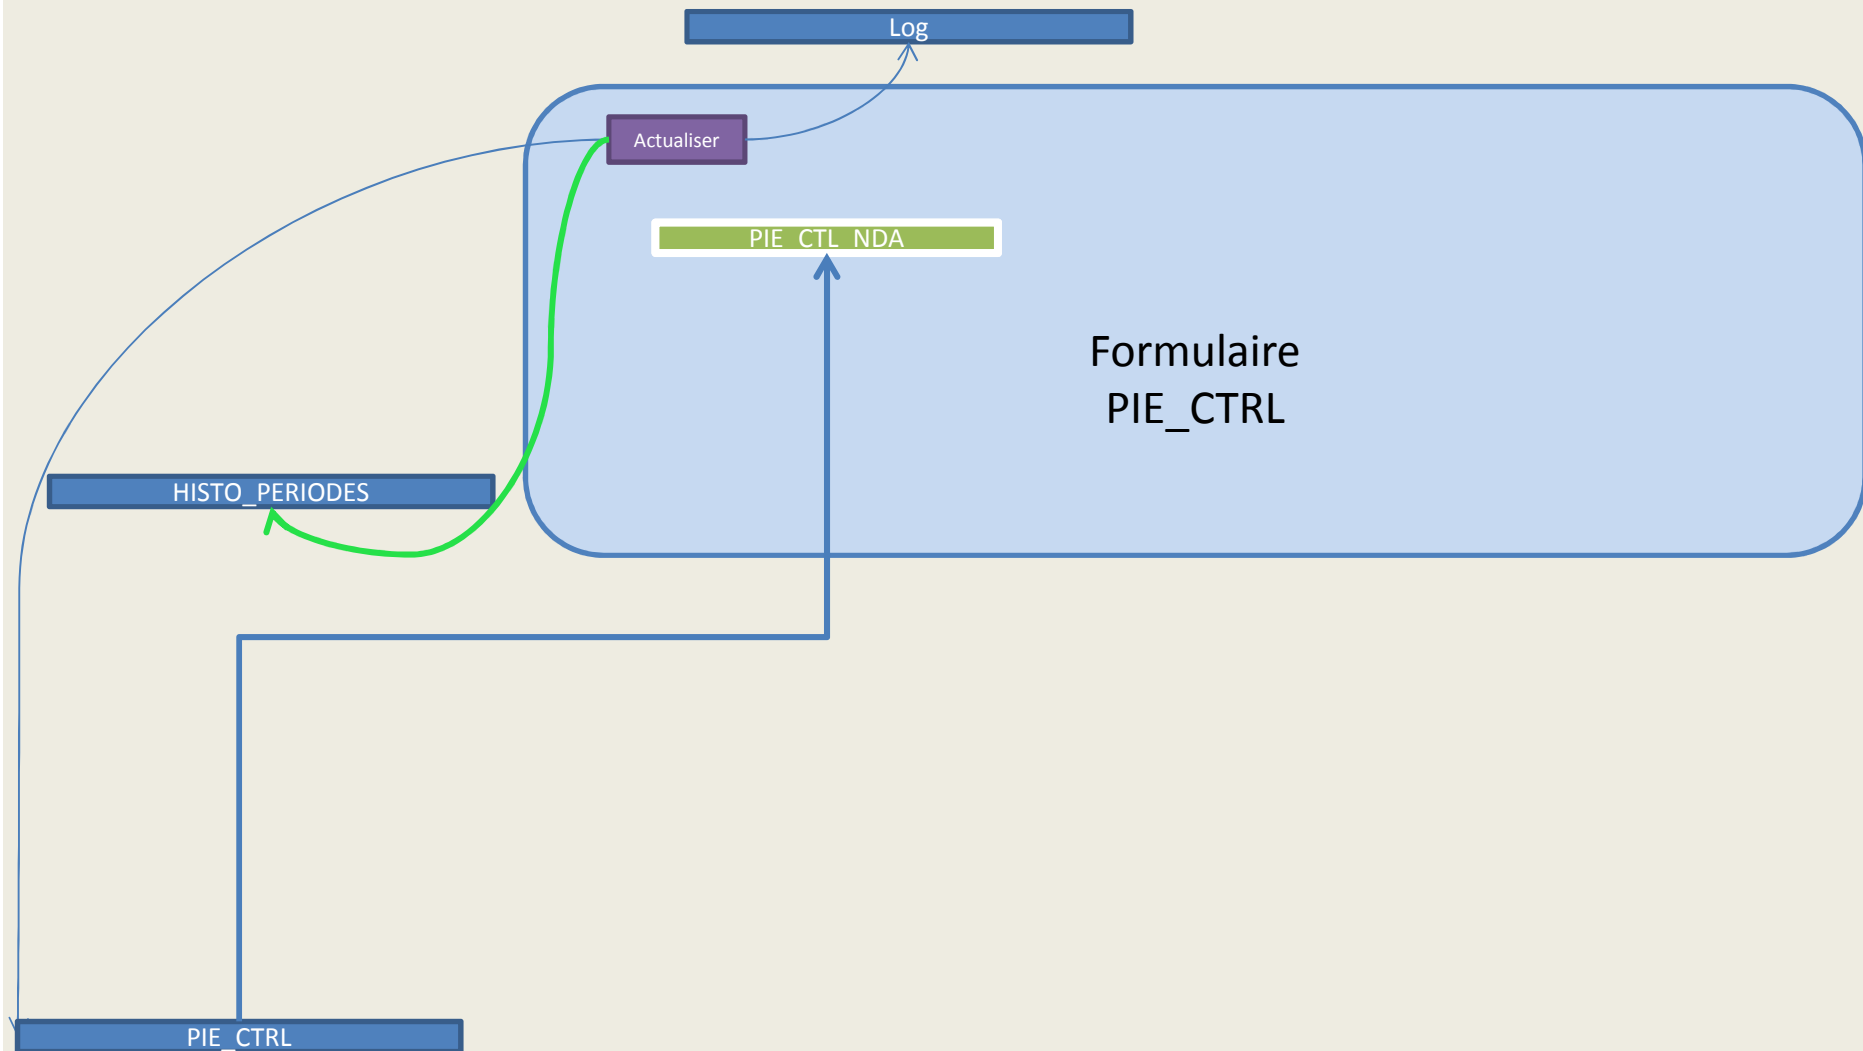 Log
Actualiser
PIE_CTL_NDA
Formulaire
PIE_CTRL
HISTO_PERIODES
PIE_CTRL